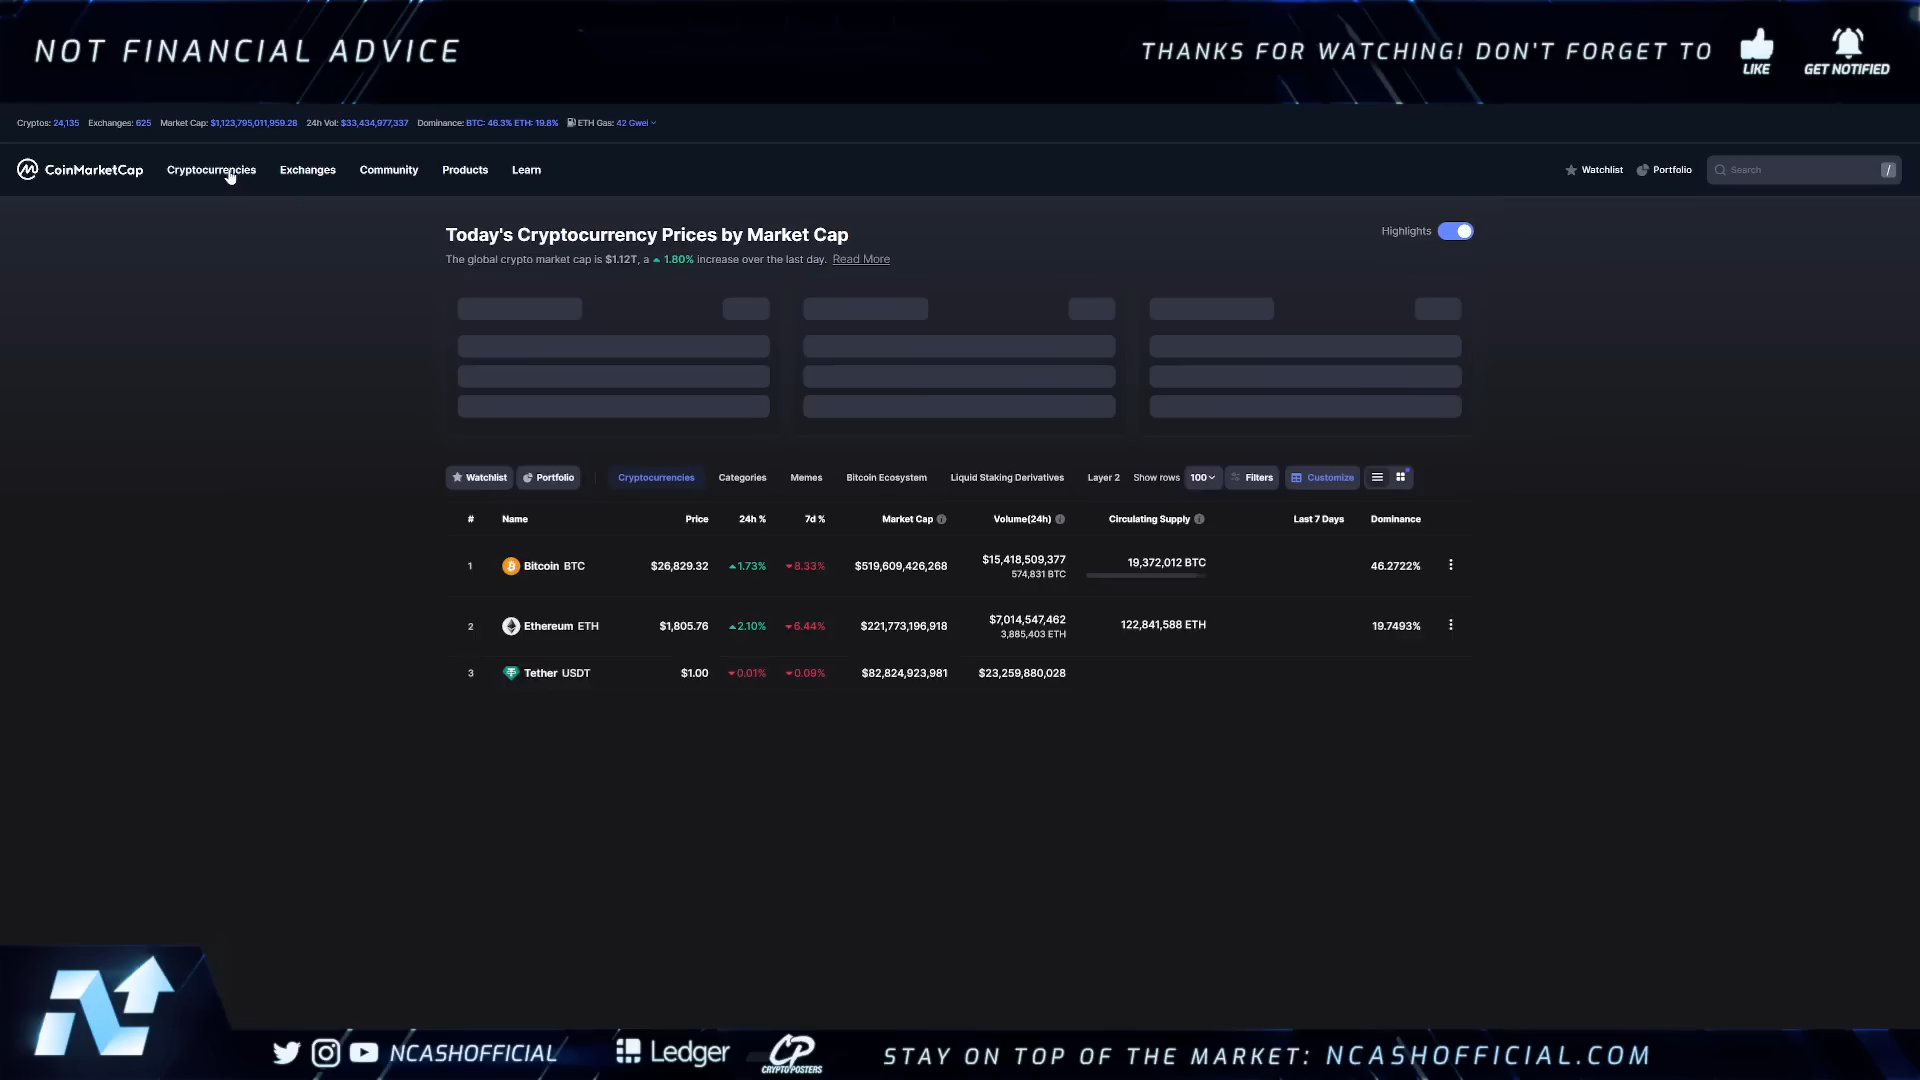 NOT FINANCIAL ADVICE
THANKS FOR WATCHING! DON'T FORGET TO
LIKE
GET NOTIFIED
Cryptos: 24,135 Exchanges: 625 Market Cap: $1,123,795,011,959.28 24h Vol: $33,434,977,337 Dominance: BTC: 46.3% ETH: 19.8% ETH Gas: 42 Gwei
CoinMarketCap Cryptocurrencies Exchanges Community Products Learn Watchlist Portfolio Search /
Today's Cryptocurrency Prices by Market Cap
Highlights
The global crypto market cap is $1.12T, a 1.80% increase over the last day. Read More
Watchlist Portfolio Cryptocurrencies Categories Memes Bitcoin Ecosystem Liquid Staking Derivatives Layer 2 Show rows 100 Filters Customize
# Name Price 24h % 7d % Market Cap Volume(24h) Circulating Supply Last 7 Days Dominance
1 Bitcoin BTC $26,829.32 1.73% 8.33% $519,609,426,268 $15,418,509,377 19,372,012 BTC 46.2722%
574,831 BTC
2 Ethereum ETH $1,805.76 2.10% 6.44% $221,773,196,918 $7,014,547,462 122,841,588 ETH 19.7493%
3,885,403 ETH
3 Tether USDT $1.00 0.01% 0.09% $82,824,923,981 $23,259,880,028
NCASHOFFICIAL
Ledger
CP
CRYPTOPOSTERS
STAY ON TOP OF THE MARKET: NCASHOFFICIAL.COM